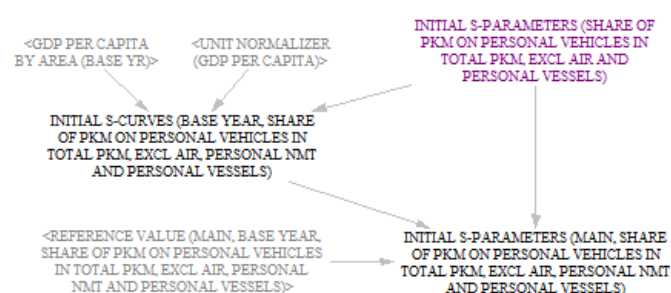 INITIAL S-PARAMETERS (SHARE OF
PKM ON PERSONAL VEHICLES IN
TOTAL PKM, EXCL AIR AND
PERSONAL VESSELS)
<GDP PER CAPITA
BY AREA (BASE YR)>
<UNIT NORMALIZER
(GDP PER CAPITA)>
INITIAL S-CURVES (BASE YEAR, SHARE
OF PKM ON PERSONAL VEHICLES IN
TOTAL PKM, EXCL AIR, PERSONAL NMT
AND PERSONAL VESSELS)
<REFERENCE VALUE (MAIN, BASE YEAR,
SHARE OF PKM ON PERSONAL VEHICLES
IN TOTAL PKM, EXCL AIR, PERSONAL
NMT AND PERSONAL VESSELS)>
INITIAL S-PARAMETERS (MAIN, SHARE
OF PKM ON PERSONAL VEHICLES IN
TOTAL PKM, EXCL AIR, PERSONAL NMT
AND PERSONAL VESSELS)